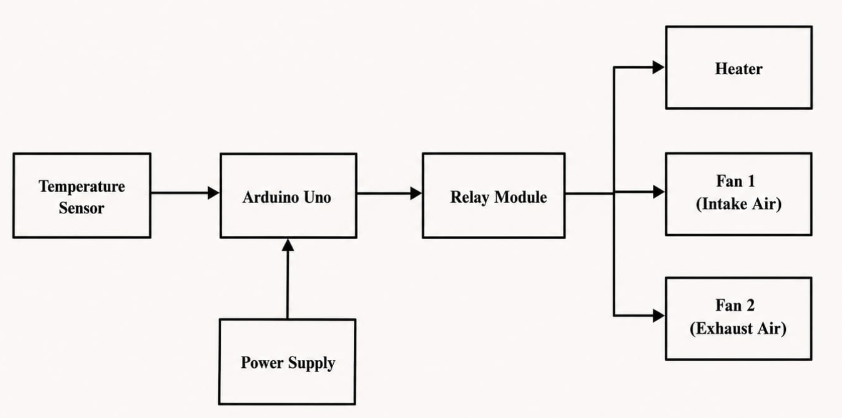 Heater
Temperature
Sensor
Arduino Uno
Relay Module
Fan 1
(Intake Air)
Fan 2
(Exhaust Air)
Power Supply